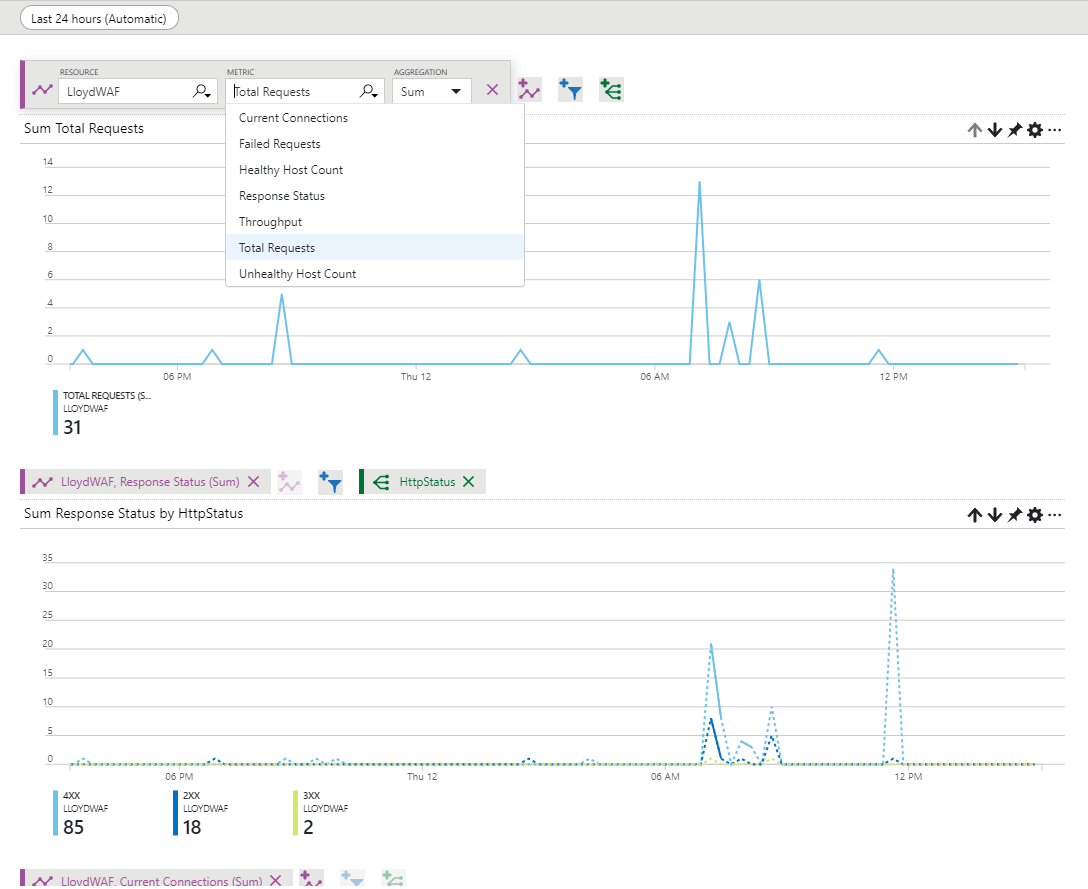 Last 24 hours (Automatic)
RESOURCE METRIC AGGREGATION
LloydWAF Total Requests Sum
Current Connections
Failed Requests
Healthy Host Count
Response Status
Throughput
Total Requests
Unhealthy Host Count
Sum Total Requests
14
12
10
8
6
4
2
0
06 PM Thu 12 06 AM 12 PM
TOTAL REQUESTS (S...
LLOYDWAF
31
LloydWAF, Response Status (Sum) HttpStatus
Sum Response Status by HttpStatus
35
30
25
20
15
10
5
0
06 PM Thu 12 06 AM 12 PM
4XX 2XX 3XX
LLOYDWAF LLOYDWAF LLOYDWAF
85 18 2
LloydWAF, Current Connections (Sum)